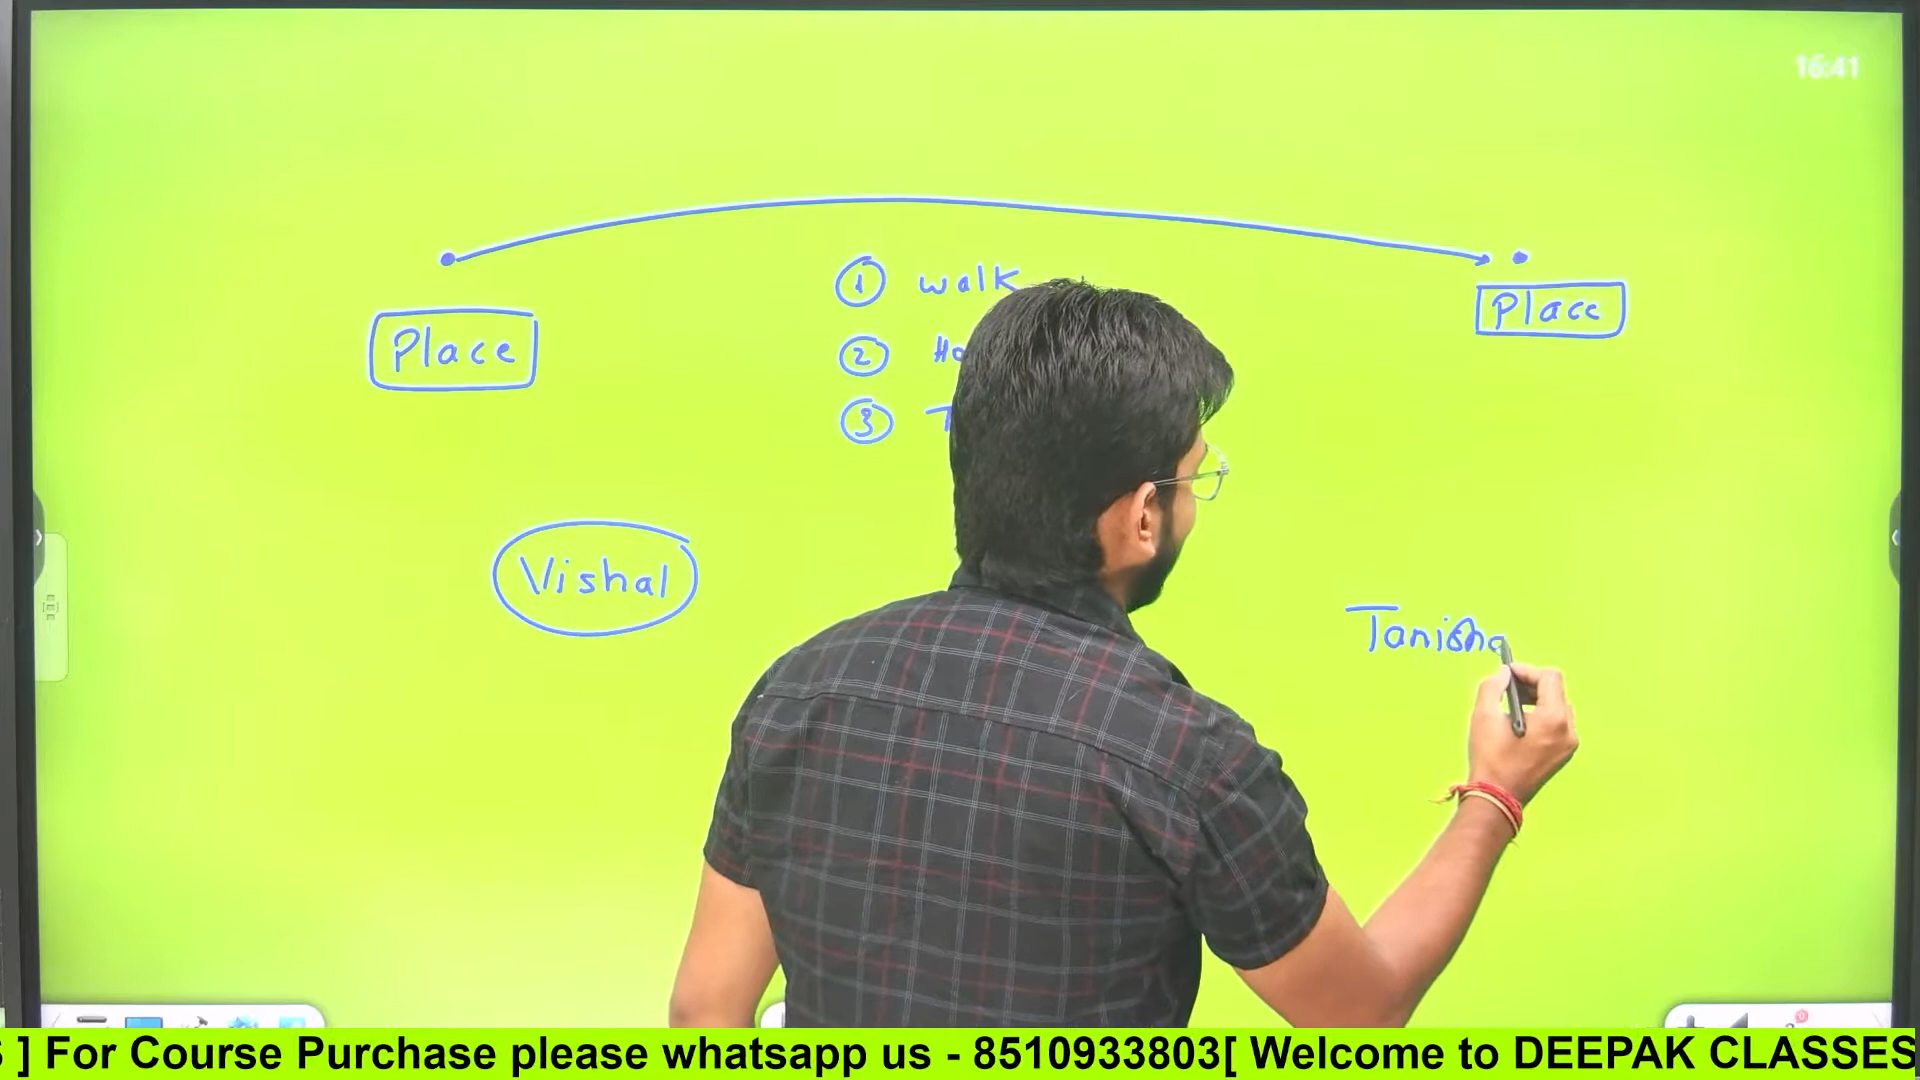 16:41
① walk
Place
Place
②
③
Vishal
Tanisha
] For Course Purchase please whatsapp us - 8510933803[ Welcome to DEEPAK CLASSES